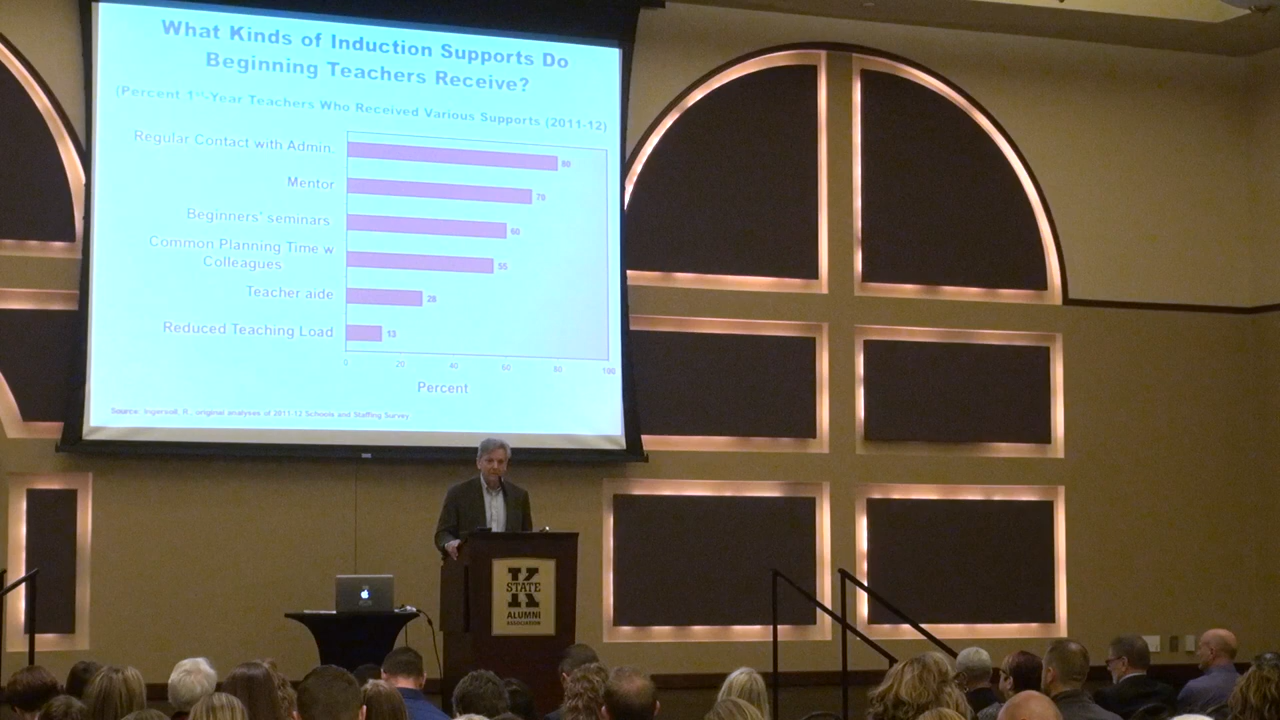 What Kinds of Induction Supports Do
Beginning Teachers Receive?
(Percent 1st-Year Teachers Who Received Various Supports (2011-12)
Regular Contact with Admin.
80
Mentor
70
Beginners' seminars
60
Common Planning Time w
Colleagues
55
Teacher aide
28
Reduced Teaching Load
13
0 20 40 60 80 100
Percent
Source: Ingersoll, R., original analyses of 2011-12 Schools and Staffing Survey
K
STATE
ALUMNI
ASSOCIATION